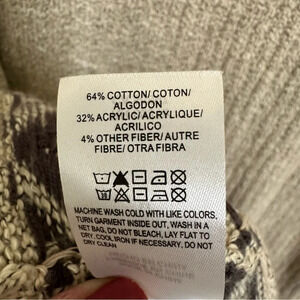 64% COTTON/ COTON/
ALGODON
32% ACRYLIC/ ACRYLIQUE/
ACRILICO
4% OTHER FIBER/ AUTRE
FIBRE/ OTRA FIBRA
MACHINE WASH COLD WITH LIKE COLORS,
TURN GARMENT INSIDE OUT, WASH IN A
NET BAG, DO NOT BLEACH, LAY FLAT TO
DRY, COOL IRON IF NECESSARY, DO NOT
DRY CLEAN